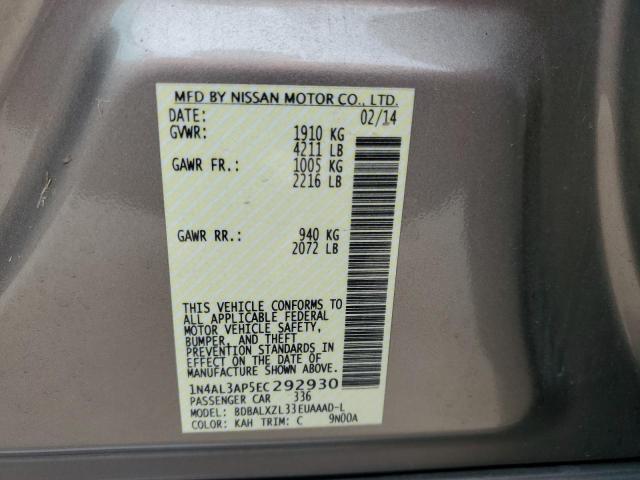 MFD BY NISSAN MOTOR CO., LTD.
DATE: 02/14
GVWR: 1910 KG
4211 LB
GAWR FR.: 1005 KG
2216 LB
GAWR RR.: 940 KG
2072 LB
THIS VEHICLE CONFORMS TO
ALL APPLICABLE FEDERAL
MOTOR VEHICLE SAFETY,
BUMPER, AND THEFT
PREVENTION STANDARDS IN
EFFECT ON THE DATE OF
MANUFACTURE SHOWN ABOVE.
1N4AL3AP5EC292930
PASSENGER CAR 336
MODEL: BDBALXZL33EUAAAD-L
COLOR: KAH TRIM: C 9N00A